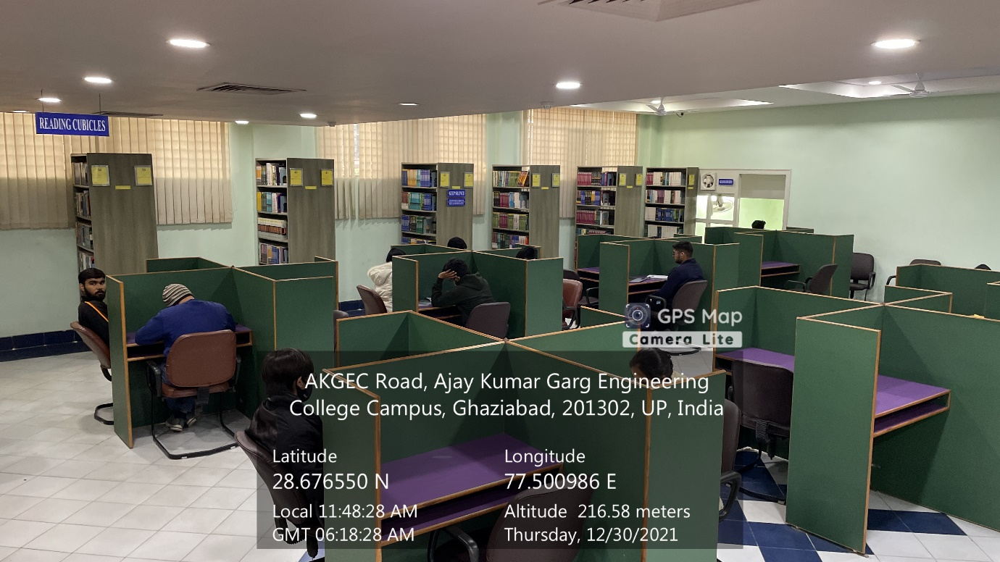 READING CUBICLES
KEEP SILENCE
GPS Map
Camera Lite
AKGEC Road, Ajay Kumar Garg Engineering
College Campus, Ghaziabad, 201302, UP, India
Latitude
Longitude
28.676550 N
77.500986 E
Local 11:48:28 AM
Altitude 216.58 meters
GMT 06:18:28 AM
Thursday, 12/30/2021